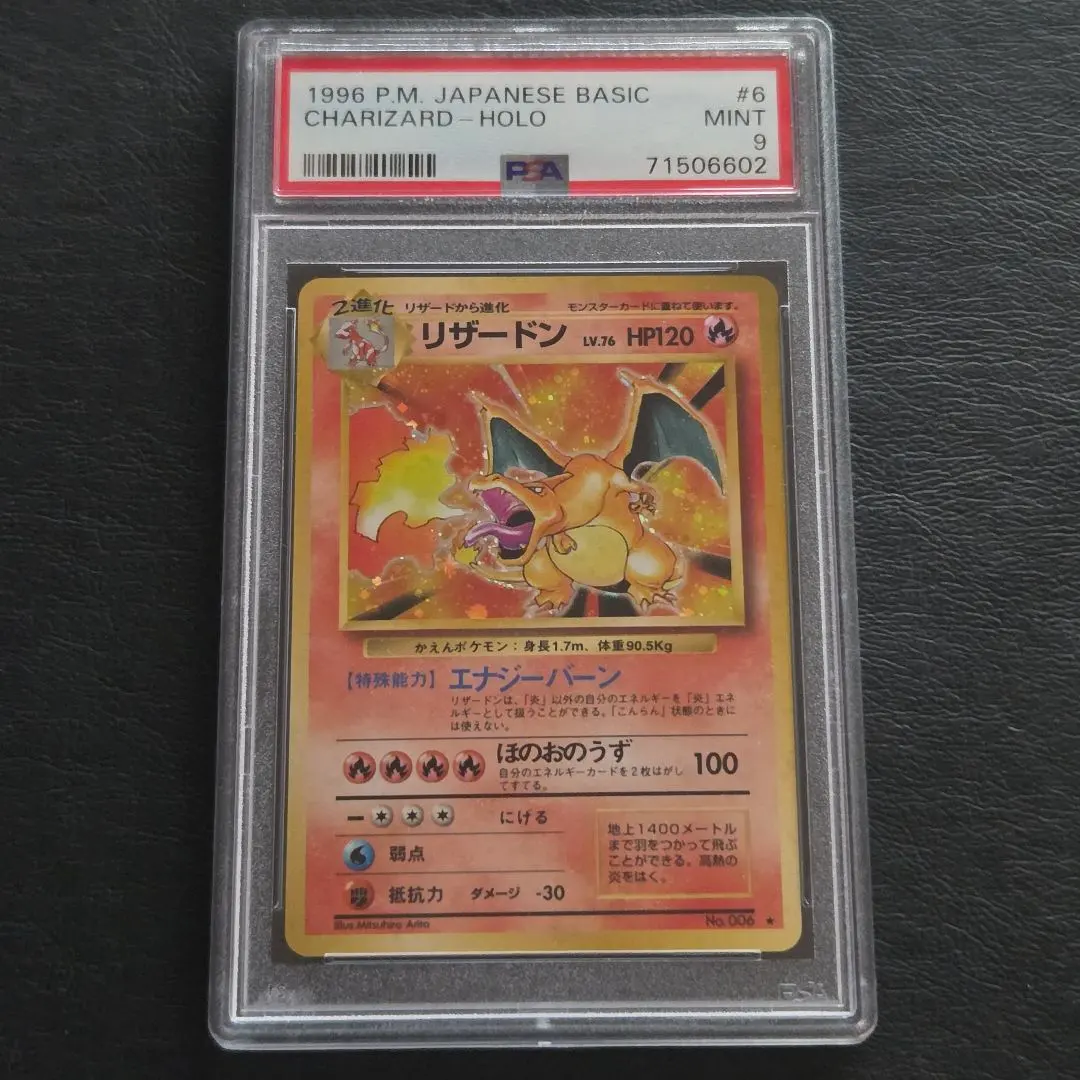 1996 P.M. JAPANESE BASIC #6
CHARIZARD-HOLO MINT
9
PSA 71506602
2進化 リザードから進化 モンスターカードに重ねて使います。
リザードン LV.76 HP120
かえんポケモン：身長1.7m、体重90.5Kg
【特殊能力】エナジーバーン
リザードンは、「炎」以外の自分のエネルギーを「炎」エネ
ルギーとして扱うことができる。「こんらん」状態のときに
は使えない。
ほのおのうず 100
自分のエネルギーカードを2枚はがし
てすてる。
にげる
弱点
抵抗力 ダメージ -30
地上1400メートル
まで羽をつかって飛ぶ
ことができる。高熱の
炎をはく。
Illus. Mitsuhiro Arita No. 006 ★